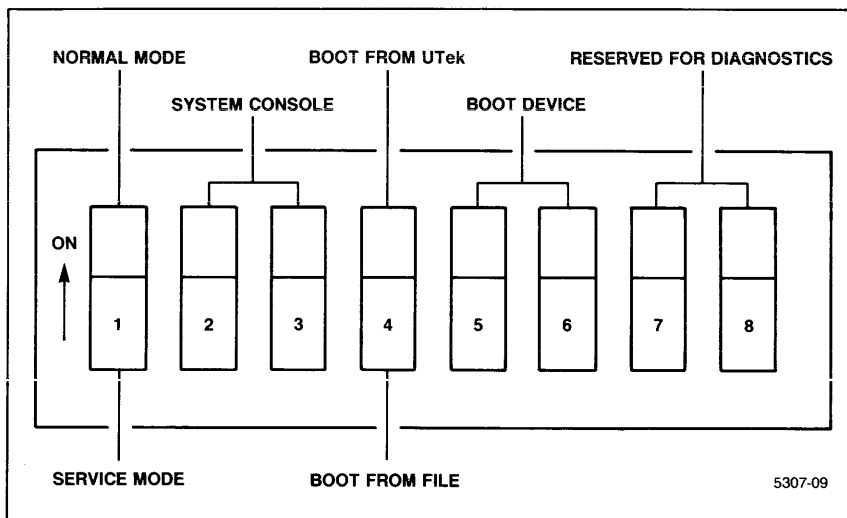 NORMAL MODE BOOT FROM UTek RESERVED FOR DIAGNOSTICS
SYSTEM CONSOLE BOOT DEVICE
ON
1 2 3 4 5 6 7 8
SERVICE MODE BOOT FROM FILE
5307-09